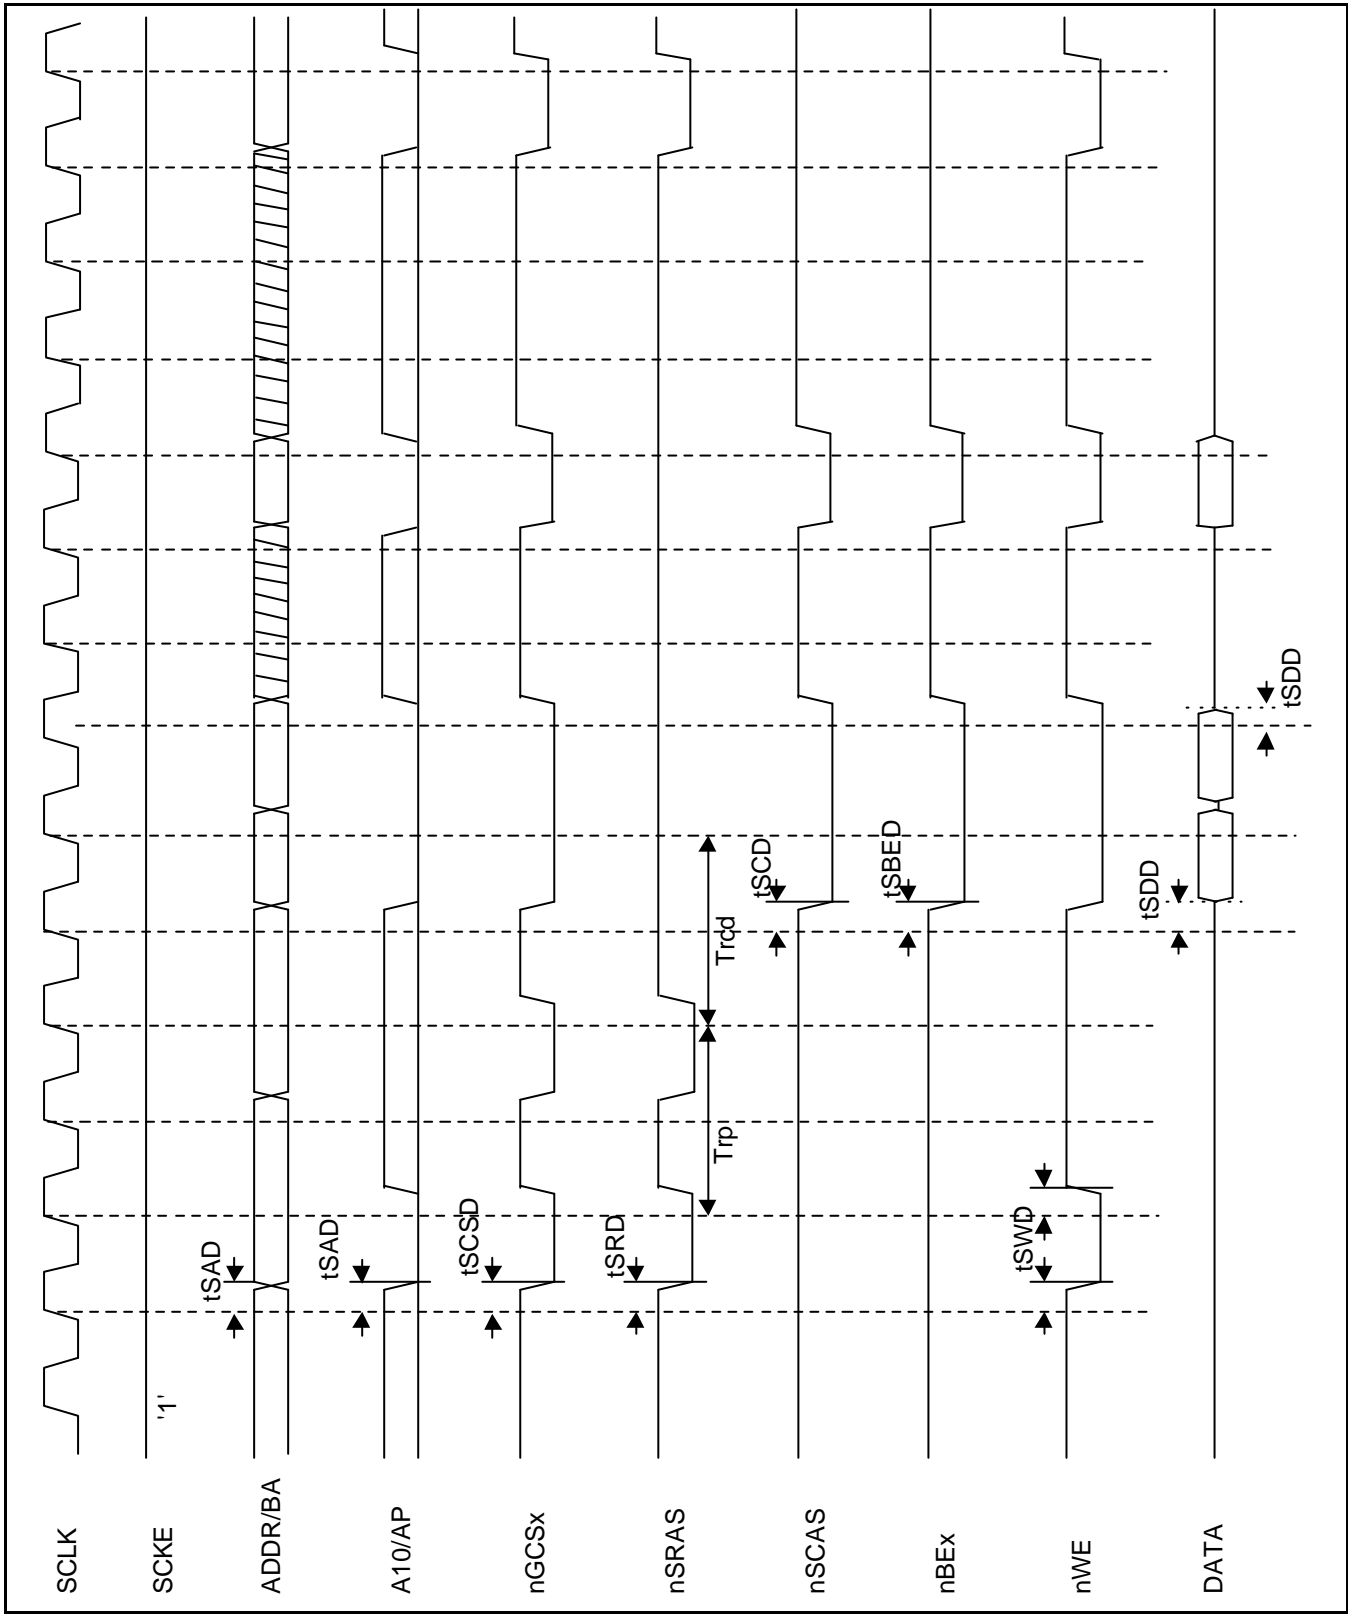 SCLK
SCKE
'1'
ADDR/BA
tSAD
A10/AP
tSAD
nGCSx
tSCSD
nSRAS
tSRD
Trp
Trcd
nSCAS
tSCD
nBEx
tSBED
nWE
tSWD
DATA
tSDD
tSDD